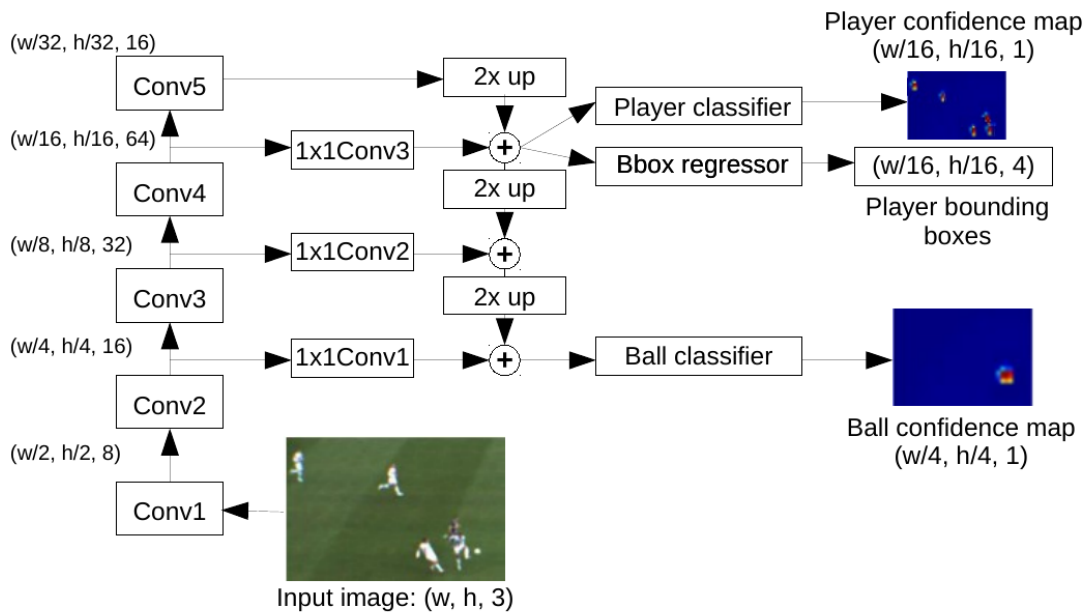 Player confidence map
(w/16, h/16, 1)
(w/32, h/32, 16)
Conv5
2x up
Player classifier
(w/16, h/16, 64)
1x1Conv3
+
Bbox regressor
(w/16, h/16, 4)
Conv4
2x up
Player bounding
boxes
(w/8, h/8, 32)
1x1Conv2
+
Conv3
2x up
(w/4, h/4, 16)
1x1Conv1
+
Ball classifier
Conv2
Ball confidence map
(w/4, h/4, 1)
(w/2, h/2, 8)
Conv1
Input image: (w, h, 3)